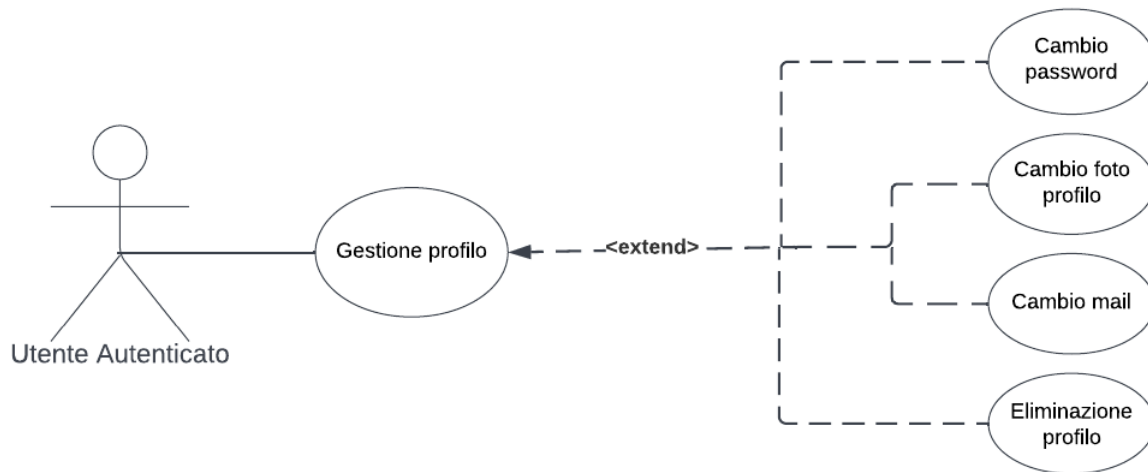 Cambio
password
Cambio foto
profilo
Gestione profilo
<extend>
Cambio mail
Utente Autenticato
Eliminazione
profilo